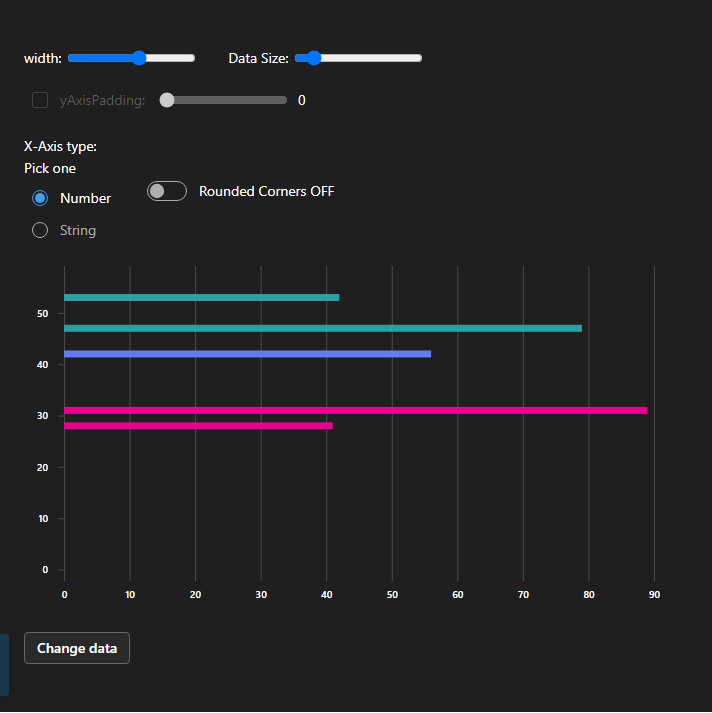 width: Data Size:
yAxisPadding: 0
X-Axis type:
Pick one
Number
Rounded Corners OFF
String
50
40
30
20
10
0
0 10 20 30 40 50 60 70 80 90
Change data